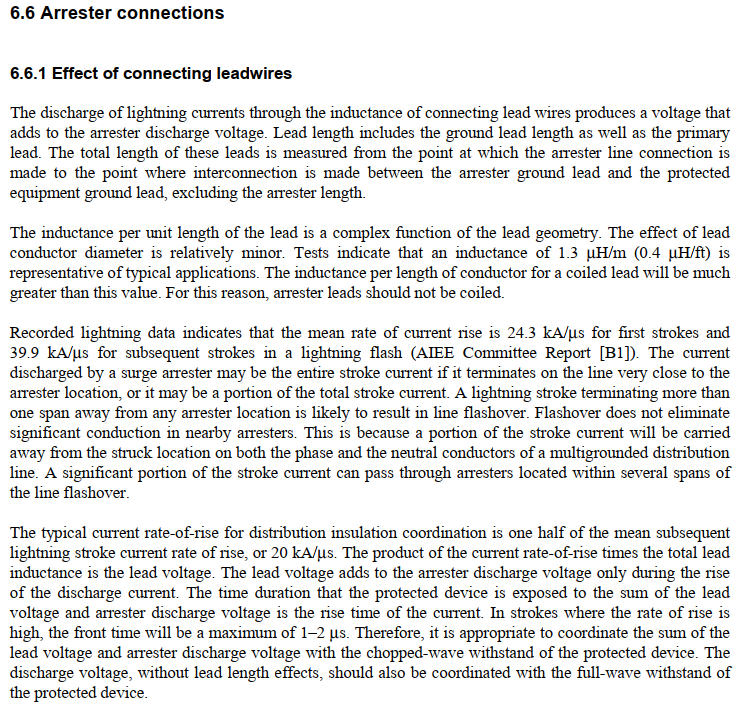 6.6 Arrester connections
6.6.1 Effect of connecting leadwires
The discharge of lightning currents through the inductance of connecting lead wires produces a voltage that
adds to the arrester discharge voltage. Lead length includes the ground lead length as well as the primary
lead. The total length of these leads is measured from the point at which the arrester line connection is
made to the point where interconnection is made between the arrester ground lead and the protected
equipment ground lead, excluding the arrester length.
The inductance per unit length of the lead is a complex function of the lead geometry. The effect of lead
conductor diameter is relatively minor. Tests indicate that an inductance of 1.3 μH/m (0.4 μH/ft) is
representative of typical applications. The inductance per length of conductor for a coiled lead will be much
greater than this value. For this reason, arrester leads should not be coiled.
Recorded lightning data indicates that the mean rate of current rise is 24.3 kA/μs for first strokes and
39.9 kA/μs for subsequent strokes in a lightning flash (AIEE Committee Report [B1]). The current
discharged by a surge arrester may be the entire stroke current if it terminates on the line very close to the
arrester location, or it may be a portion of the total stroke current. A lightning stroke terminating more than
one span away from any arrester location is likely to result in line flashover. Flashover does not eliminate
significant conduction in nearby arresters. This is because a portion of the stroke current will be carried
away from the struck location on both the phase and the neutral conductors of a multigrounded distribution
line. A significant portion of the stroke current can pass through arresters located within several spans of
the line flashover.
The typical current rate-of-rise for distribution insulation coordination is one half of the mean subsequent
lightning stroke current rate of rise, or 20 kA/μs. The product of the current rate-of-rise times the total lead
inductance is the lead voltage. The lead voltage adds to the arrester discharge voltage only during the rise
of the discharge current. The time duration that the protected device is exposed to the sum of the lead
voltage and arrester discharge voltage is the rise time of the current. In strokes where the rate of rise is
high, the front time will be a maximum of 1–2 μs. Therefore, it is appropriate to coordinate the sum of the
lead voltage and arrester discharge voltage with the chopped-wave withstand of the protected device. The
discharge voltage, without lead length effects, should also be coordinated with the full-wave withstand of
the protected device.